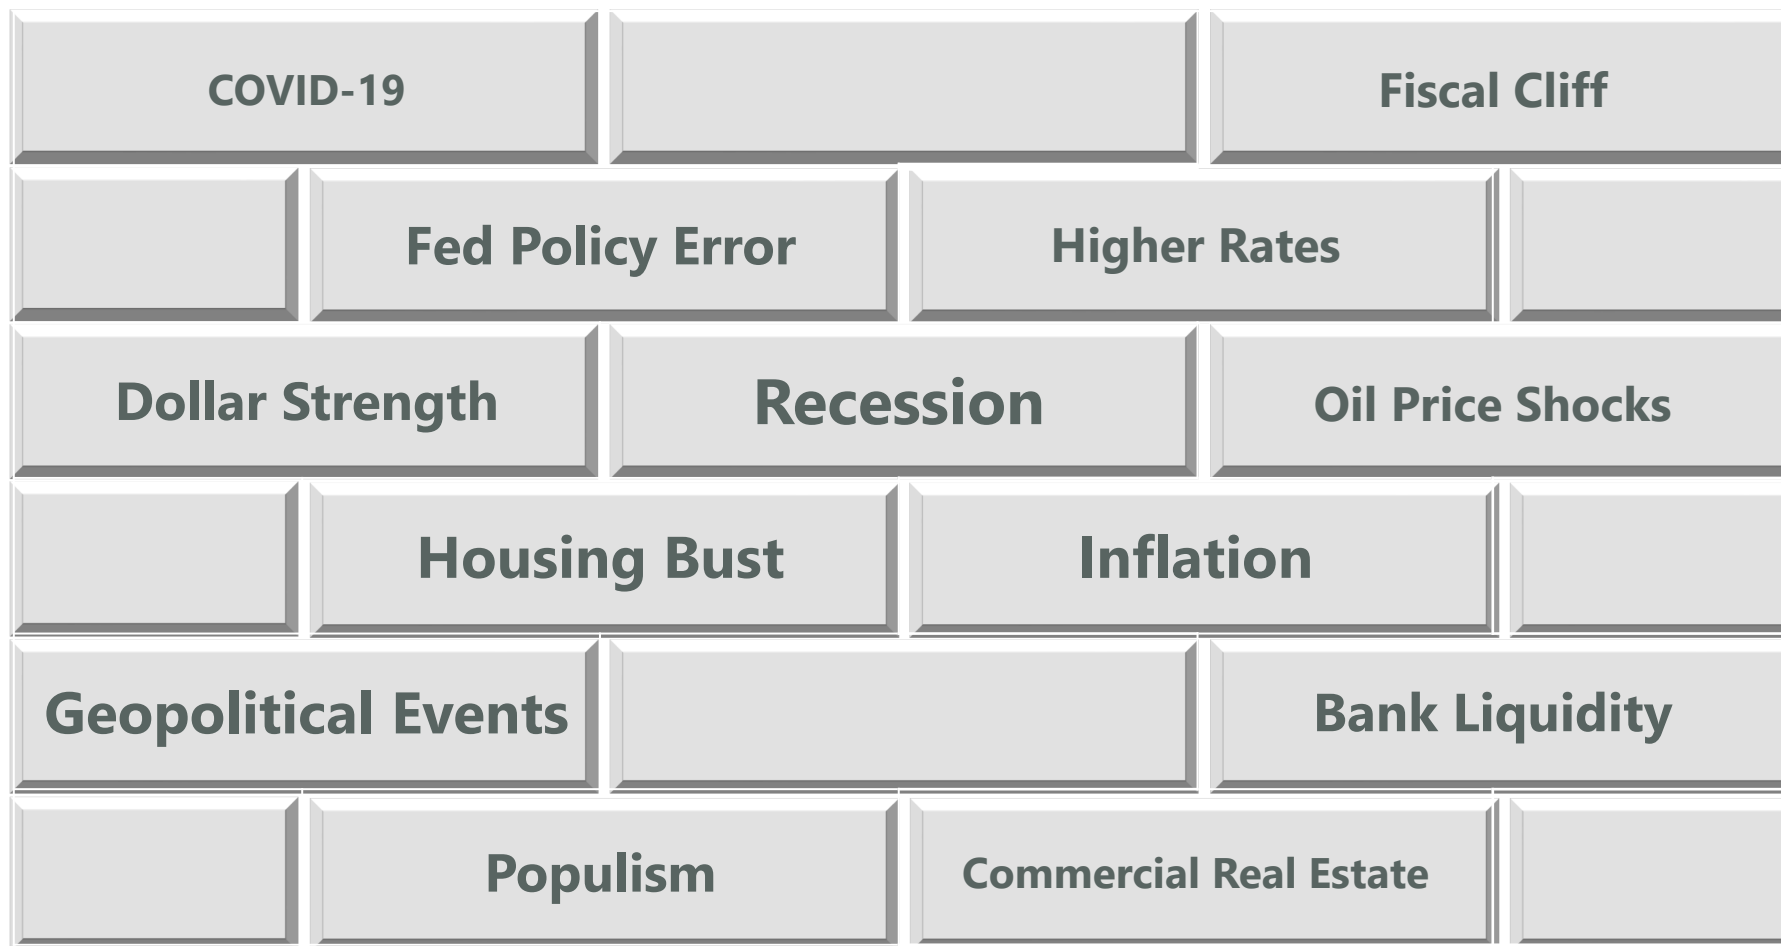 COVID-19
Fiscal Cliff
Fed Policy Error
Higher Rates
Dollar Strength
Recession
Oil Price Shocks
Housing Bust
Inflation
Geopolitical Events
Bank Liquidity
Populism
Commercial Real Estate